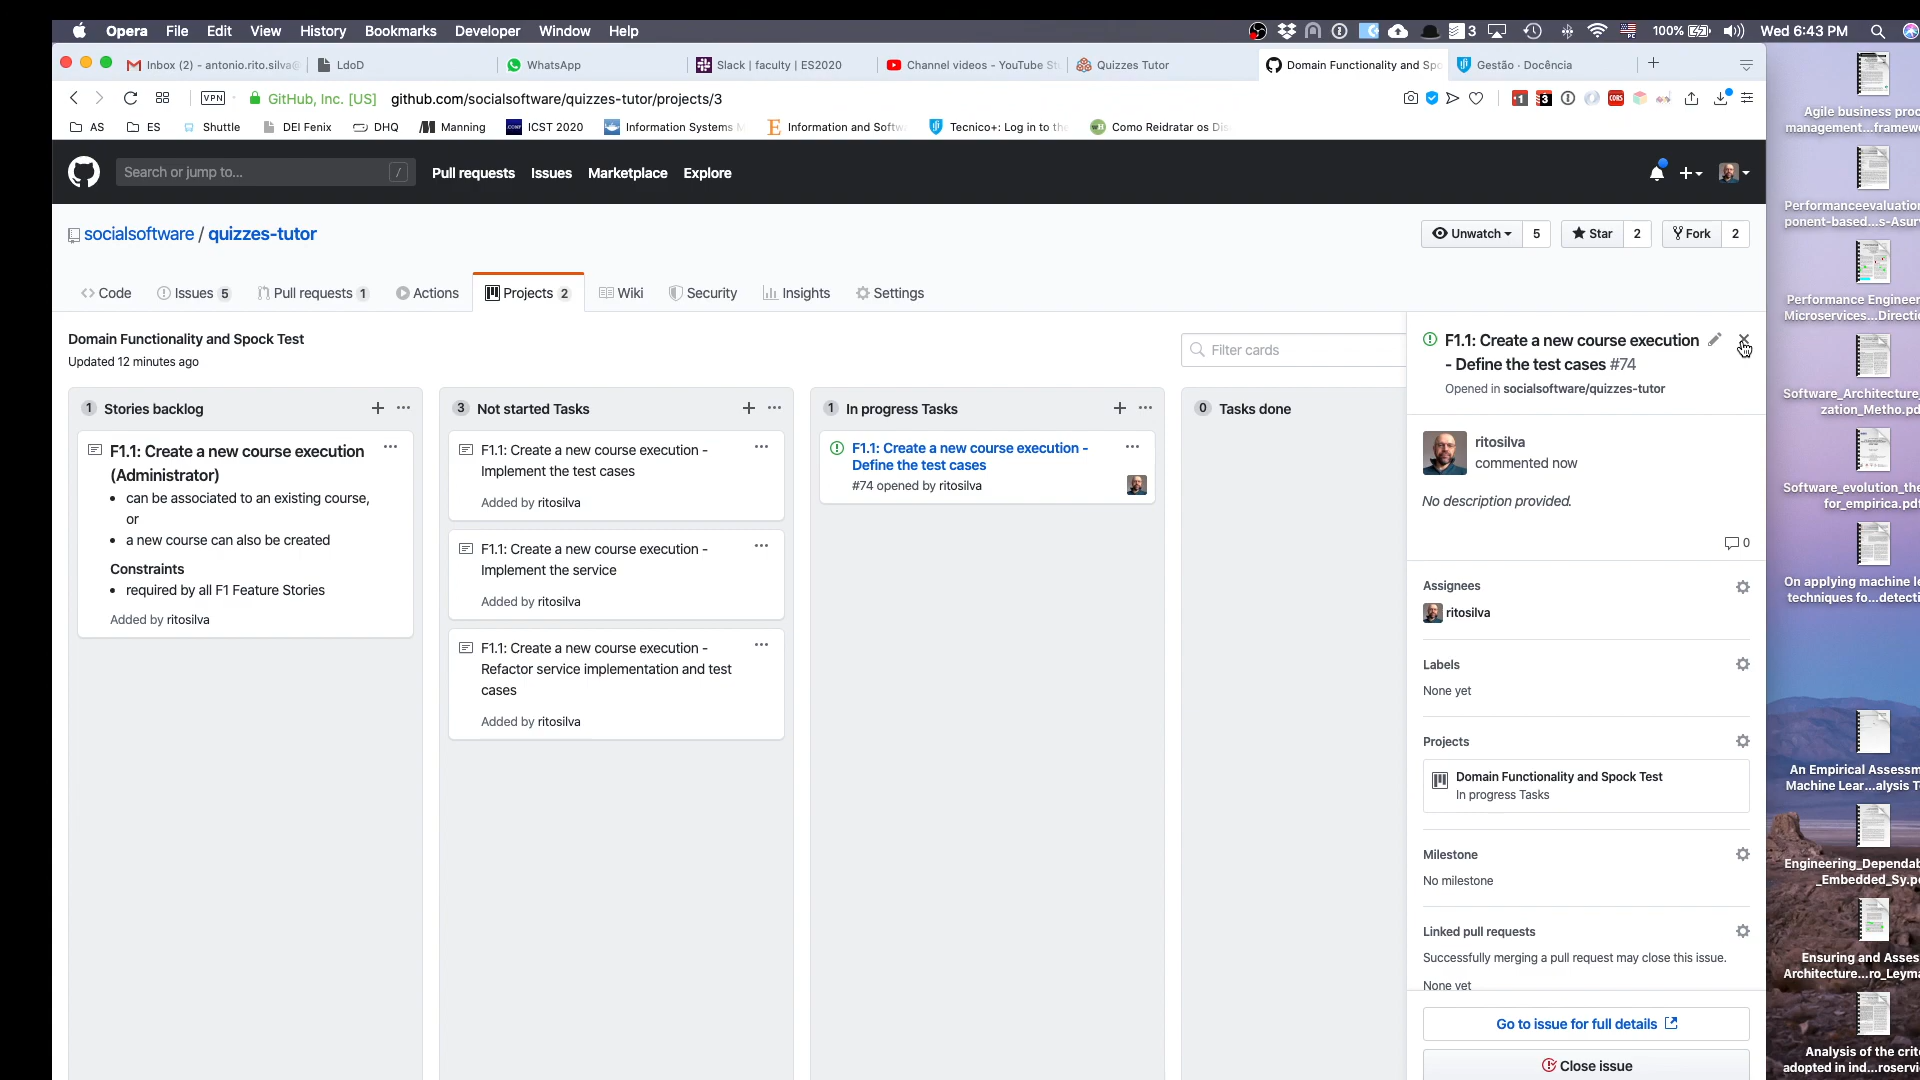 Opera File Edit View History Bookmarks Developer Window Help 3 100% Wed 6:43 PM
Inbox (2) - antonio.rito.silva@ LdoD WhatsApp Slack | faculty | ES2020 Channel videos - YouTube St Quizzes Tutor Domain Functionality and Spo Gestão · Docência
VPN GitHub, Inc. [US] github.com/socialsoftware/quizzes-tutor/projects/3
AS ES Shuttle DEI Fenix DHQ Manning ICST 2020 Information Systems Information and Softw Tecnico+: Log in to the Como Reidratar os Dis
Search or jump to... / Pull requests Issues Marketplace Explore
socialsoftware / quizzes-tutor
Unwatch 5 Star 2 Fork 2
Code Issues 5 Pull requests 1 Actions Projects 2 Wiki Security Insights Settings
Domain Functionality and Spock Test
Updated 12 minutes ago
Filter cards
1 Stories backlog
F1.1: Create a new course execution
(Administrator)
• can be associated to an existing course,
or
• a new course can also be created
Constraints
• required by all F1 Feature Stories
Added by ritosilva
3 Not started Tasks
F1.1: Create a new course execution -
Implement the test cases
Added by ritosilva
F1.1: Create a new course execution -
Implement the service
Added by ritosilva
F1.1: Create a new course execution -
Refactor service implementation and test
cases
Added by ritosilva
1 In progress Tasks
F1.1: Create a new course execution -
Define the test cases
#74 opened by ritosilva
0 Tasks done
F1.1: Create a new course execution
- Define the test cases #74
Opened in socialsoftware/quizzes-tutor
ritosilva
commented now
No description provided.
0
Assignees
ritosilva
Labels
None yet
Projects
Domain Functionality and Spock Test
In progress Tasks
Milestone
No milestone
Linked pull requests
Successfully merging a pull request may close this issue.
None yet
Go to issue for full details
Close issue
Agile business proc
management...framewo
Performanceevaluation
ponent-based...s-Asur
Performance Engineer
Microservices...Directi
Software_Architecture_
zation_Metho.pd
Software_evolution_the
for_empirica.pdf
On applying machine le
techniques fo...detecti
An Empirical Assessm
Machine Lear...alysis T
Engineering_Dependab
_Embedded_Sy.p
Ensuring and Asses
Architecture...ro_Leyma
Analysis of the crite
adopted in ind...roservi